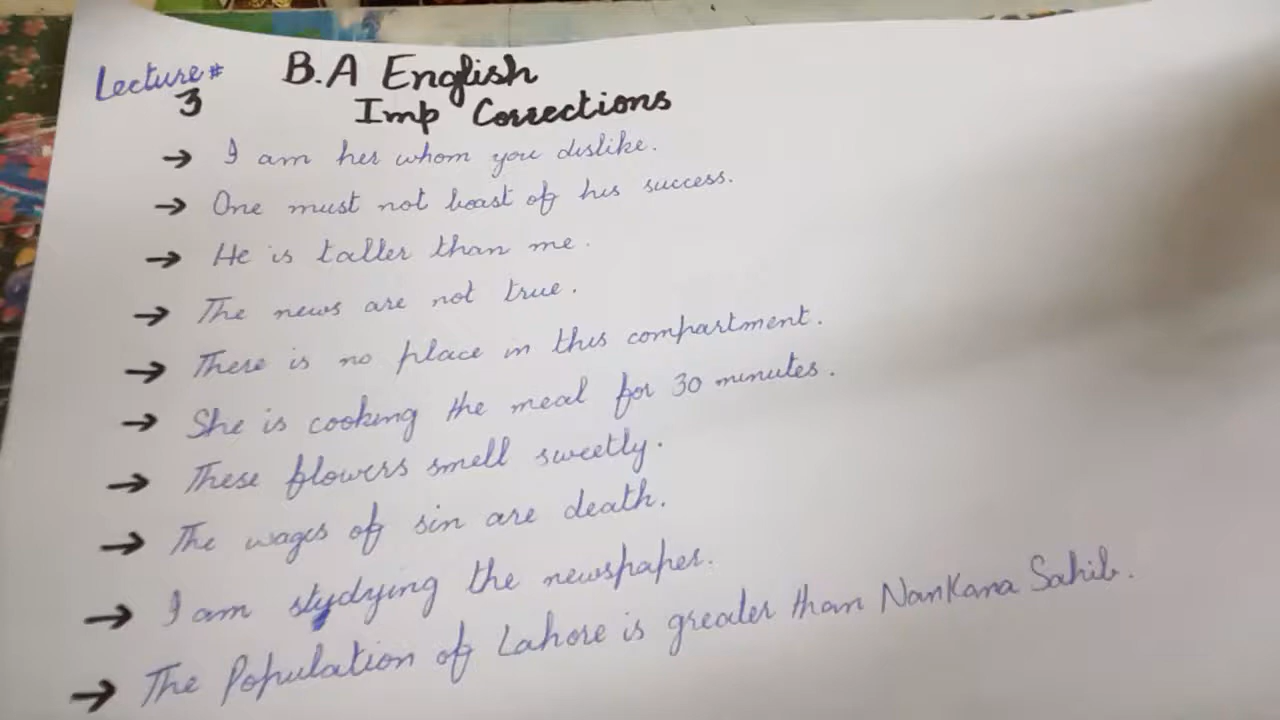 Lecture# B.A English
3 Imp Corrections
→ I am her whom you dislike.
→ One must not boast of his success.
→ He is taller than me.
→ The news are not true.
→ There is no place in this compartment.
→ She is cooking the meal for 30 minutes.
→ These flowers smell sweetly.
→ The wages of sin are death.
→ I am studying the newspaper.
→ The Population of Lahore is greater than Nankana Sahib.